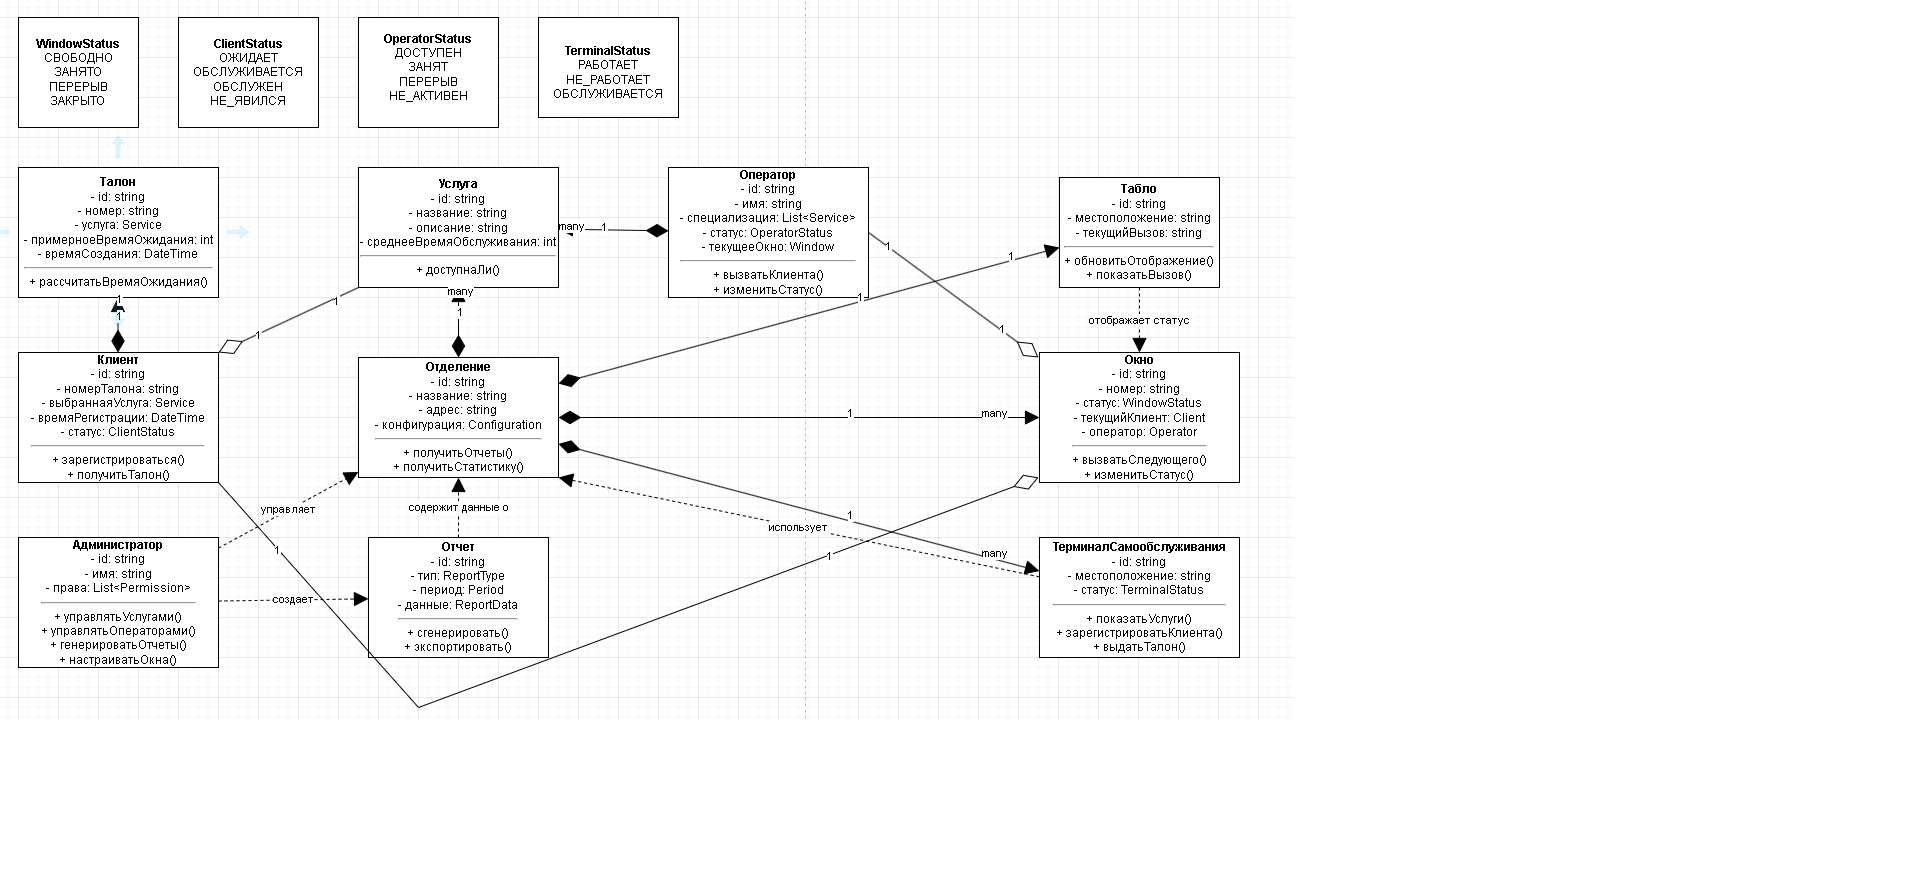 WindowStatus
СВОБОДНО
ЗАНЯТО
ПЕРЕРЫВ
ЗАКРЫТО
ClientStatus
ОЖИДАЕТ
ОБСЛУЖИВАЕТСЯ
ОБСЛУЖЕН
НЕ_ЯВИЛСЯ
OperatorStatus
ДОСТУПЕН
ЗАНЯТ
ПЕРЕРЫВ
НЕ_АКТИВЕН
TerminalStatus
РАБОТАЕТ
НЕ_РАБОТАЕТ
ОБСЛУЖИВАЕТСЯ
Талон
- id: string
- номер: string
- услуга: Service
- примерноеВремяОжидания: int
- времяСоздания: DateTime
+ рассчитатьВремяОжидания()
Услуга
- id: string
- название: string
- описание: string
- среднееВремяОбслуживания: int
+ доступнаЛи()
many
1
Оператор
- id: string
- имя: string
- специализация: List<Service>
- статус: OperatorStatus
- текущееОкно: Window
+ вызватьКлиента()
+ изменитьСтатус()
1
1
Табло
- id: string
- местоположение: string
- текущийВызов: string
+ обновитьОтображение()
+ показатьВызов()
1
1
1
1
many
1
1
1
отображает статус
1
Клиент
- id: string
- номерТалона: string
- выбраннаяУслуга: Service
- времяРегистрации: DateTime
- статус: ClientStatus
+ зарегистрироваться()
+ получитьТалон()
Отделение
- id: string
- название: string
- адрес: string
- конфигурация: Configuration
+ получитьОтчеты()
+ получитьСтатистику()
1
many
Окно
- id: string
- номер: string
- статус: WindowStatus
- текущийКлиент: Client
- оператор: Operator
+ вызватьСледующего()
+ изменитьСтатус()
управляет
содержит данные о
1
использует
1
1
many
Администратор
- id: string
- имя: string
- права: List<Permission>
+ управлятьУслугами()
+ управлятьОператорами()
+ генерироватьОтчеты()
+ настраиватьОкна()
создает
Отчет
- id: string
- тип: ReportType
- период: Period
- данные: ReportData
+ сгенерировать()
+ экспортировать()
ТерминалСамообслуживания
- id: string
- местоположение: string
- статус: TerminalStatus
+ показатьУслуги()
+ зарегистрироватьКлиента()
+ выдатьТалон()